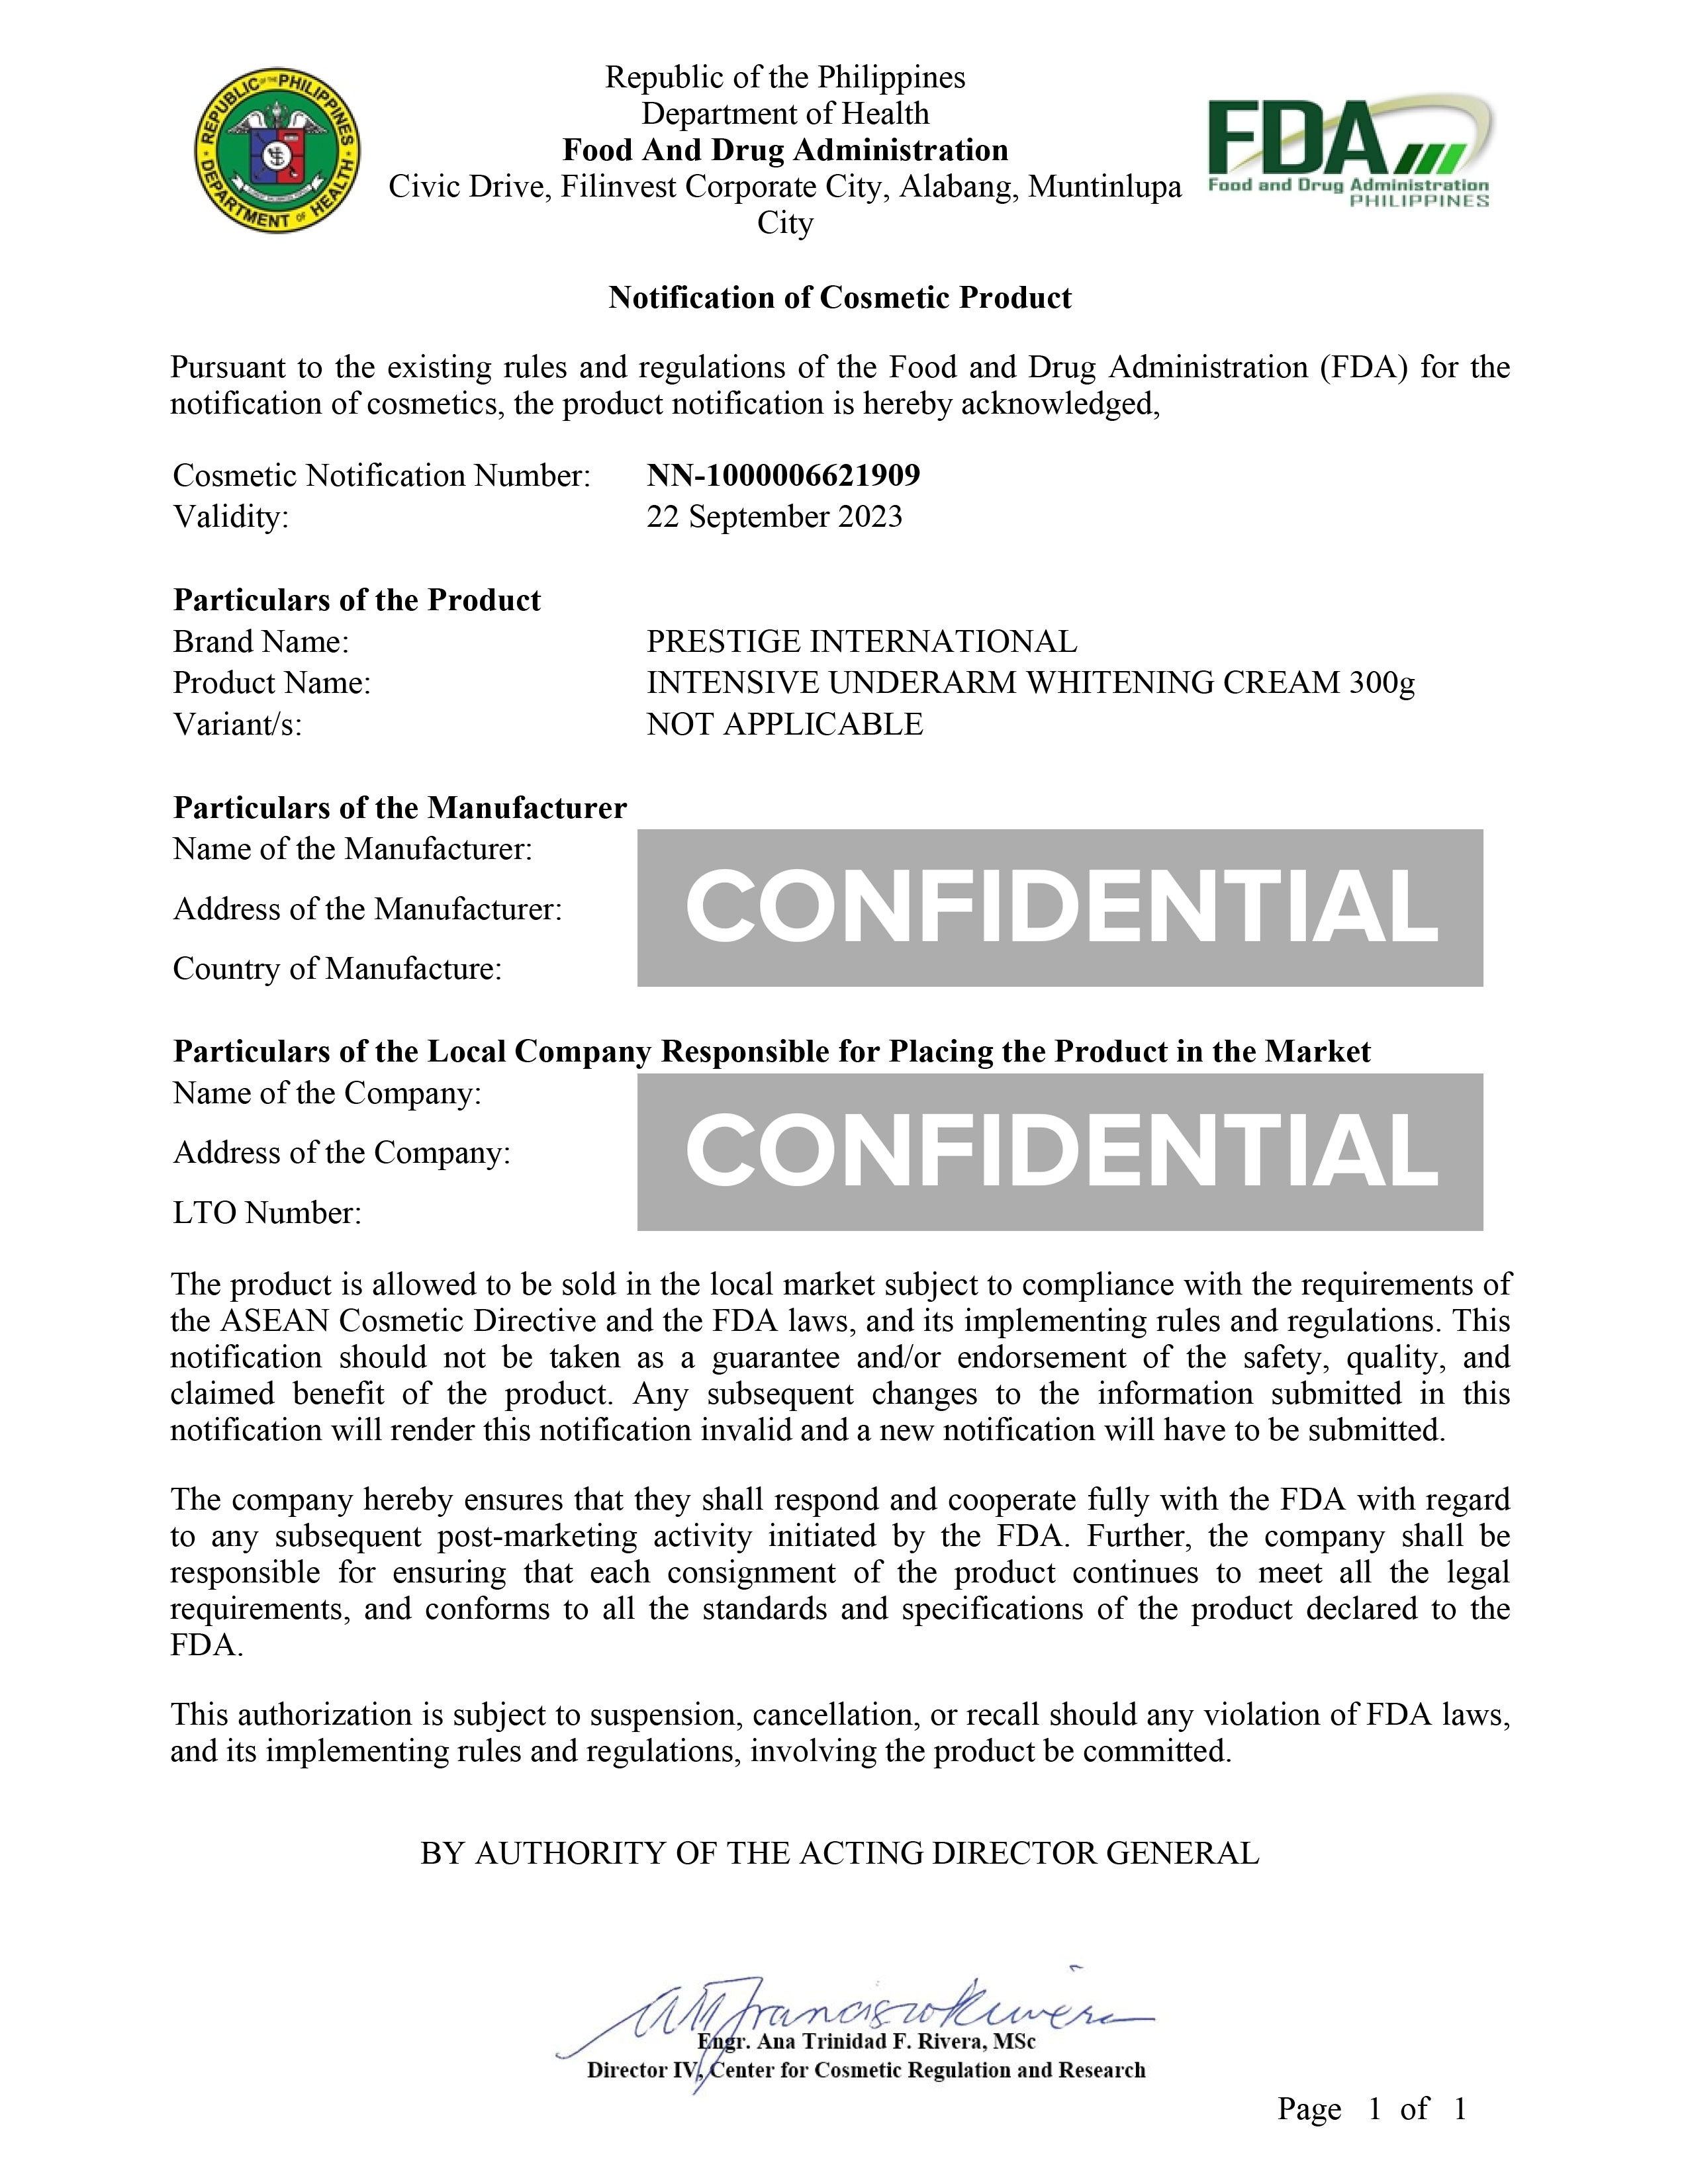 REPUBLIC OF THE PHILIPPINES
DEPARTMENT OF HEALTH
Republic of the Philippines
Department of Health
Food And Drug Administration
Civic Drive, Filinvest Corporate City, Alabang, Muntinlupa
City
FDA
Food and Drug Administration
PHILIPPINES
Notification of Cosmetic Product
Pursuant to the existing rules and regulations of the Food and Drug Administration (FDA) for the
notification of cosmetics, the product notification is hereby acknowledged,
Cosmetic Notification Number: NN-1000006621909
Validity: 22 September 2023
Particulars of the Product
Brand Name: PRESTIGE INTERNATIONAL
Product Name: INTENSIVE UNDERARM WHITENING CREAM 300g
Variant/s: NOT APPLICABLE
Particulars of the Manufacturer
Name of the Manufacturer:
Address of the Manufacturer:
Country of Manufacture:
CONFIDENTIAL
Particulars of the Local Company Responsible for Placing the Product in the Market
Name of the Company:
Address of the Company:
LTO Number:
CONFIDENTIAL
The product is allowed to be sold in the local market subject to compliance with the requirements of
the ASEAN Cosmetic Directive and the FDA laws, and its implementing rules and regulations. This
notification should not be taken as a guarantee and/or endorsement of the safety, quality, and
claimed benefit of the product. Any subsequent changes to the information submitted in this
notification will render this notification invalid and a new notification will have to be submitted.
The company hereby ensures that they shall respond and cooperate fully with the FDA with regard
to any subsequent post-marketing activity initiated by the FDA. Further, the company shall be
responsible for ensuring that each consignment of the product continues to meet all the legal
requirements, and conforms to all the standards and specifications of the product declared to the
FDA.
This authorization is subject to suspension, cancellation, or recall should any violation of FDA laws,
and its implementing rules and regulations, involving the product be committed.
BY AUTHORITY OF THE ACTING DIRECTOR GENERAL
Engr. Ana Trinidad F. Rivera, MSc
Director IV, Center for Cosmetic Regulation and Research
Page 1 of 1